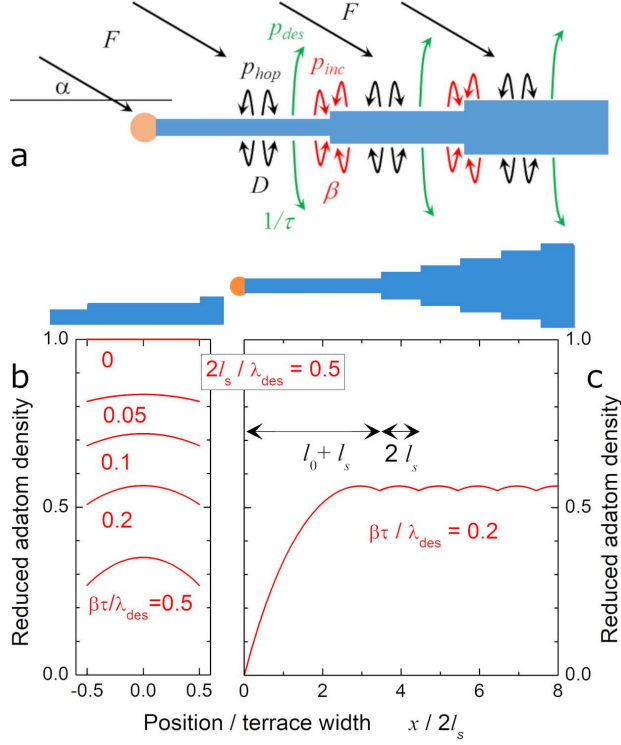 F
F
p_des
p_hop
p_inc
α
a
D
β
1/τ
b
c
1.0
0.5
0.0
Reduced adatom density
0
0.05
0.1
0.2
βτ/λ_des=0.5
2l_s / λ_des = 0.5
l_0 + l_s
2 l_s
βτ / λ_des = 0.2
1.0
0.5
0.0
Reduced adatom density
-0.5 0.0 0.5
0 2 4 6 8
Position / terrace width x / 2l_s